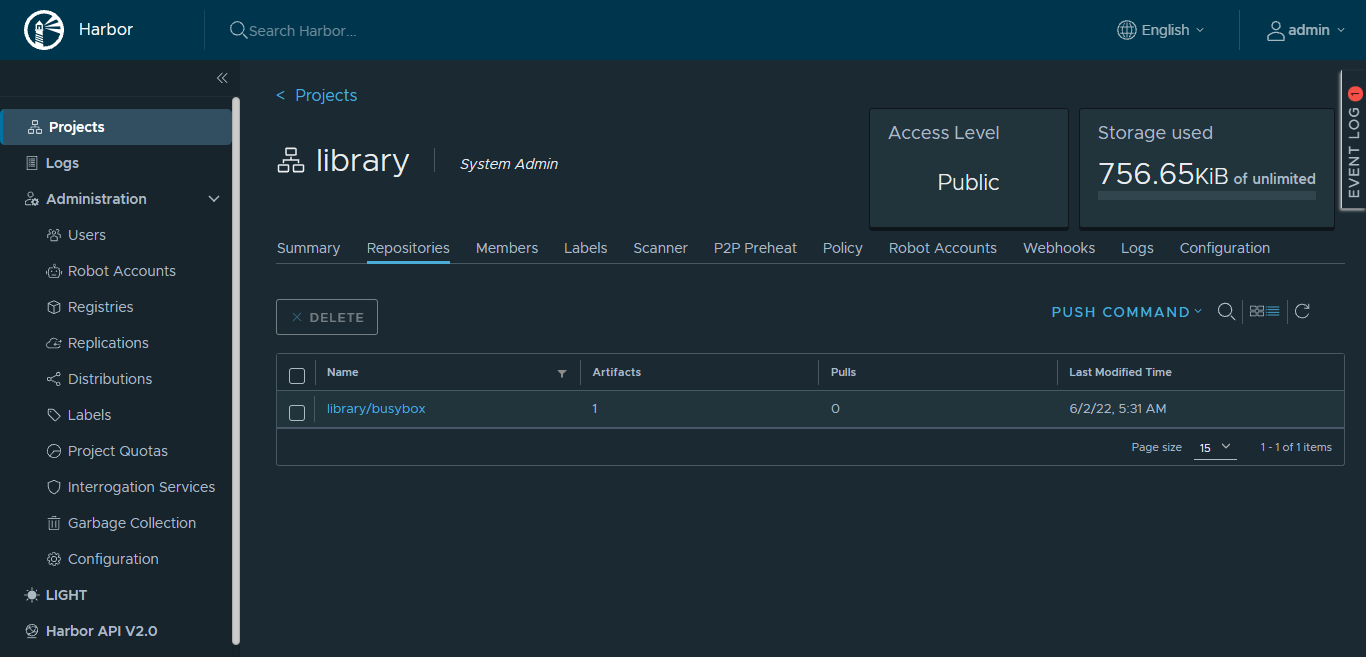 Harbor
Search Harbor...
English
admin
Projects
Logs
Administration
Users
Robot Accounts
Registries
Replications
Distributions
Labels
Project Quotas
Interrogation Services
Garbage Collection
Configuration
LIGHT
Harbor API V2.0
< Projects
library
System Admin
Access Level
Public
Storage used
756.65KiB of unlimited
EVENT LOG 1
Summary Repositories Members Labels Scanner P2P Preheat Policy Robot Accounts Webhooks Logs Configuration
DELETE
PUSH COMMAND
Name Artifacts Pulls Last Modified Time
library/busybox 1 0 6/2/22, 5:31 AM
Page size 15 1 - 1 of 1 items